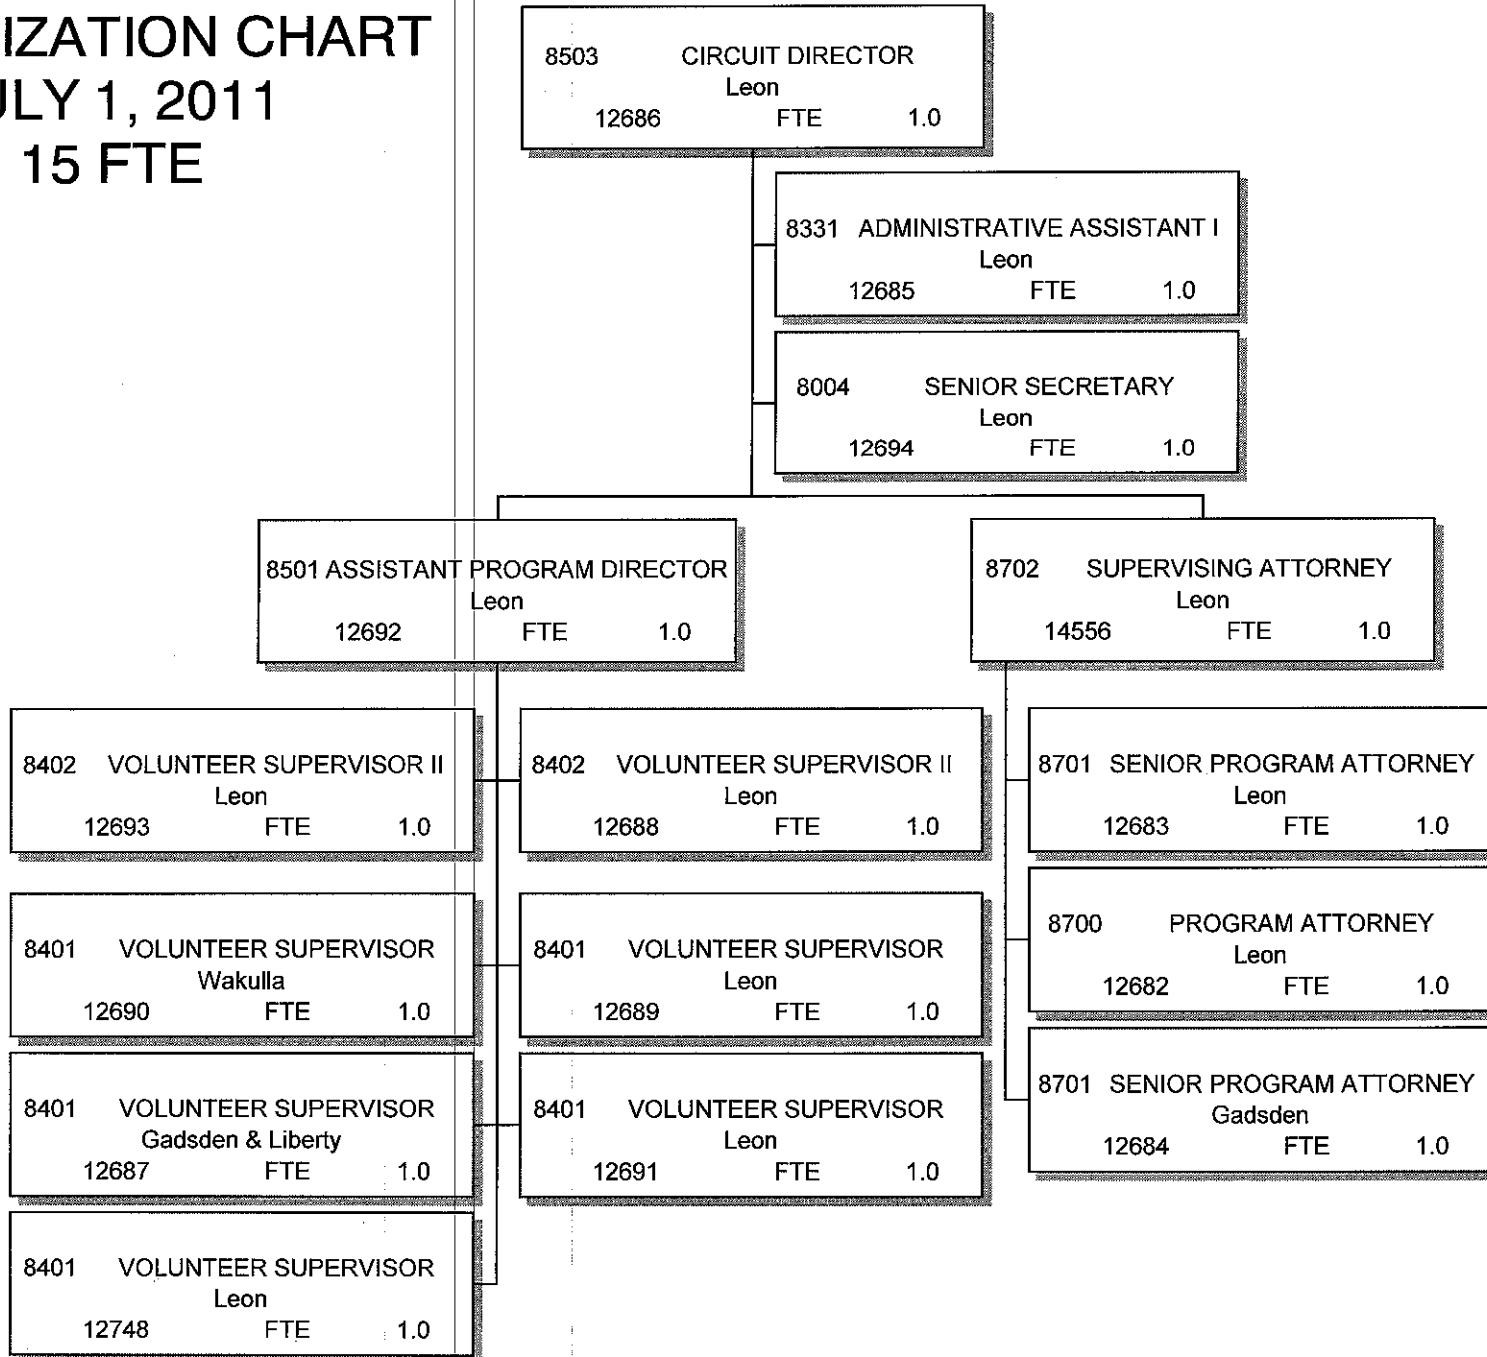 IZATION CHART
ULY 1, 2011
15 FTE
8503 CIRCUIT DIRECTOR
Leon
12686 FTE 1.0
8331 ADMINISTRATIVE ASSISTANT I
Leon
12685 FTE 1.0
8004 SENIOR SECRETARY
Leon
12694 FTE 1.0
8501 ASSISTANT PROGRAM DIRECTOR
Leon
12692 FTE 1.0
8702 SUPERVISING ATTORNEY
Leon
14556 FTE 1.0
8402 VOLUNTEER SUPERVISOR II
Leon
12693 FTE 1.0
8402 VOLUNTEER SUPERVISOR II
Leon
12688 FTE 1.0
8701 SENIOR PROGRAM ATTORNEY
Leon
12683 FTE 1.0
8401 VOLUNTEER SUPERVISOR
Wakulla
12690 FTE 1.0
8401 VOLUNTEER SUPERVISOR
Leon
12689 FTE 1.0
8700 PROGRAM ATTORNEY
Leon
12682 FTE 1.0
8401 VOLUNTEER SUPERVISOR
Gadsden & Liberty
12687 FTE 1.0
8401 VOLUNTEER SUPERVISOR
Leon
12691 FTE 1.0
8701 SENIOR PROGRAM ATTORNEY
Gadsden
12684 FTE 1.0
8401 VOLUNTEER SUPERVISOR
Leon
12748 FTE 1.0